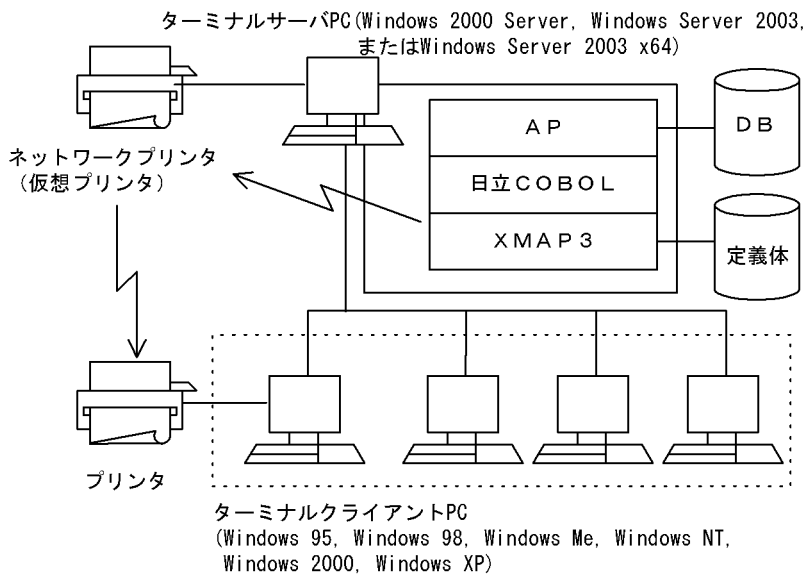 ターミナルサーバPC(Windows 2000 Server, Windows Server 2003,
またはWindows Server 2003 x64)
ネットワークプリンタ
(仮想プリンタ)
AP
日立COBOL
XMAP3
DB
定義体
プリンタ
ターミナルクライアントPC
(Windows 95, Windows 98, Windows Me, Windows NT,
Windows 2000, Windows XP)